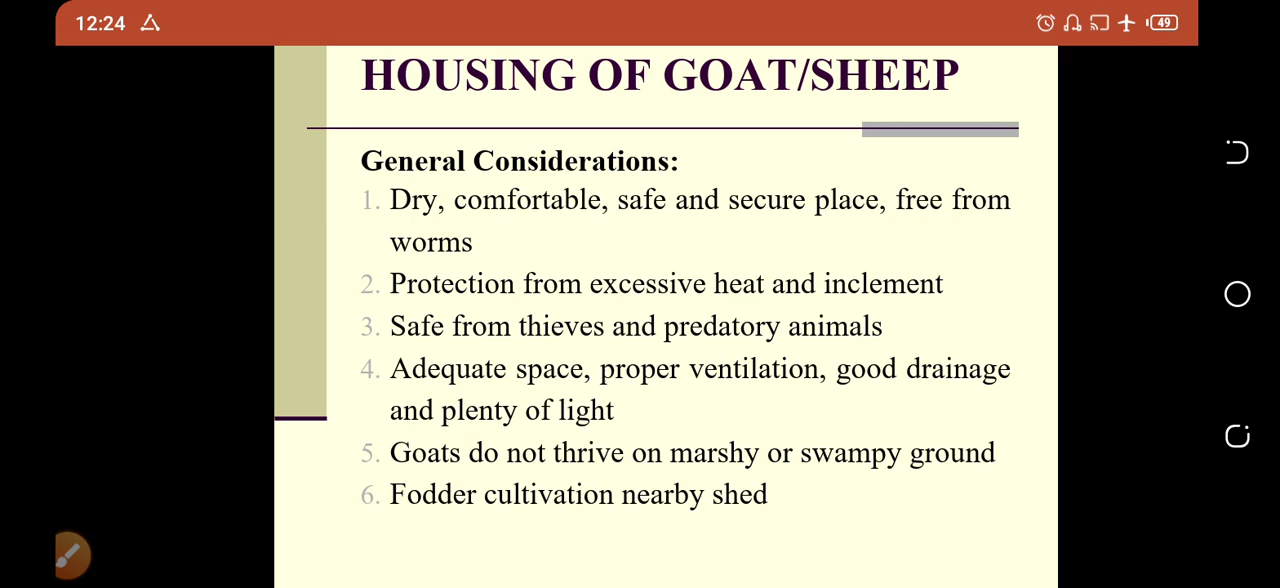 12:24
49
HOUSING OF GOAT/SHEEP
General Considerations:
1. Dry, comfortable, safe and secure place, free from
worms
2. Protection from excessive heat and inclement
3. Safe from thieves and predatory animals
4. Adequate space, proper ventilation, good drainage
and plenty of light
5. Goats do not thrive on marshy or swampy ground
6. Fodder cultivation nearby shed